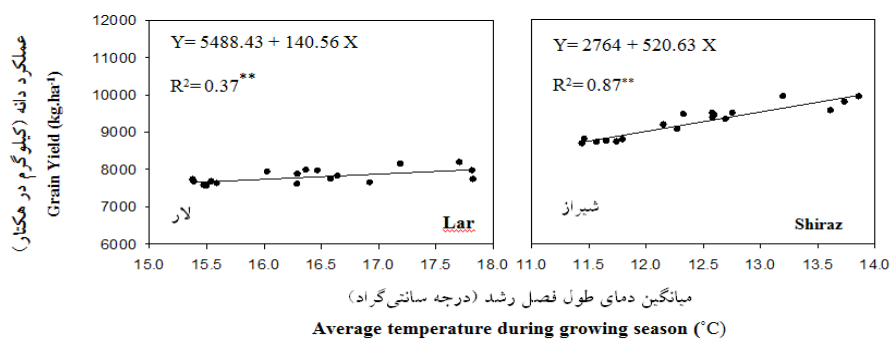 عملکرد دانه (کیلوگرم در هکتار)
Grain Yield (kg.ha⁻¹)
12000
11000
10000
9000
8000
7000
6000
Y= 5488.43 + 140.56 X
R²= 0.37**
لار
Lar
15.0 15.5 16.0 16.5 17.0 17.5 18.0
Y= 2764 + 520.63 X
R²= 0.87**
شیراز
Shiraz
11.0 11.5 12.0 12.5 13.0 13.5 14.0
میانگین دمای طول فصل رشد (درجه سانتی‌گراد)
Average temperature during growing season (˚C)